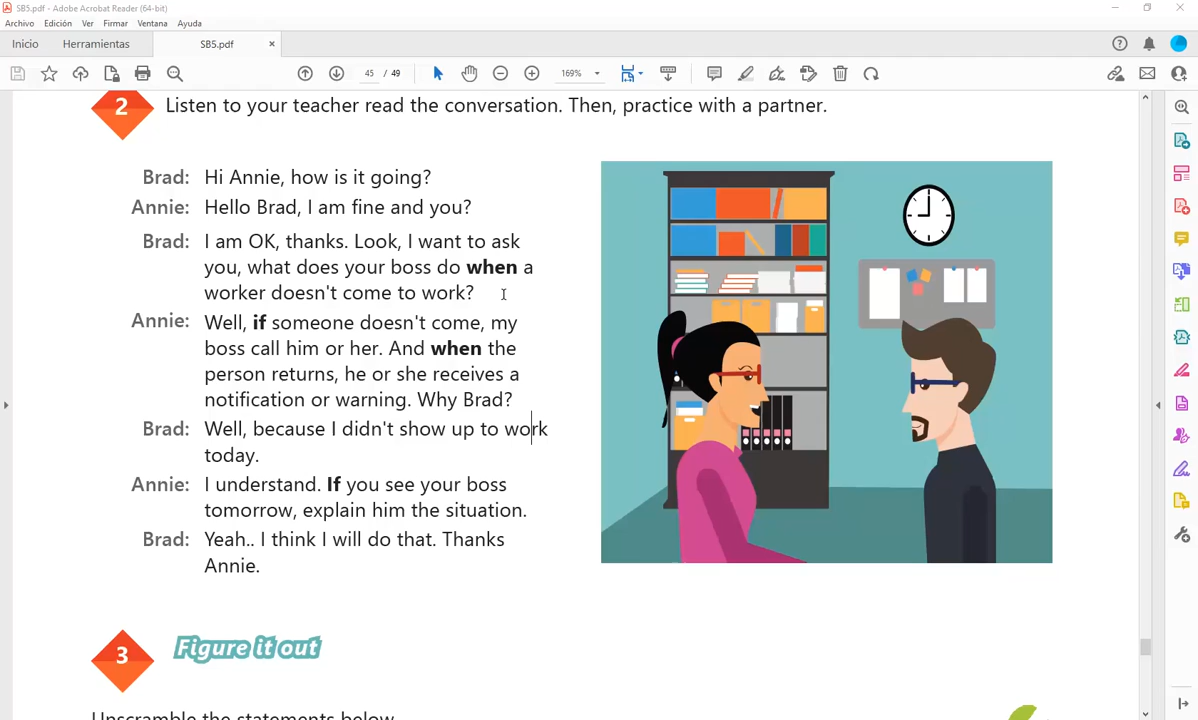 SB5.pdf - Adobe Acrobat Reader (64-bit)
Archivo Edición Ver Firmar Ventana Ayuda
Inicio Herramientas SB5.pdf ×
45 / 49 169%
2 Listen to your teacher read the conversation. Then, practice with a partner.
Brad: Hi Annie, how is it going?
Annie: Hello Brad, I am fine and you?
Brad: I am OK, thanks. Look, I want to ask
you, what does your boss do when a
worker doesn't come to work?
Annie: Well, if someone doesn't come, my
boss call him or her. And when the
person returns, he or she receives a
notification or warning. Why Brad?
Brad: Well, because I didn't show up to work
today.
Annie: I understand. If you see your boss
tomorrow, explain him the situation.
Brad: Yeah.. I think I will do that. Thanks
Annie.
3 Figure it out
Unscramble the statements below